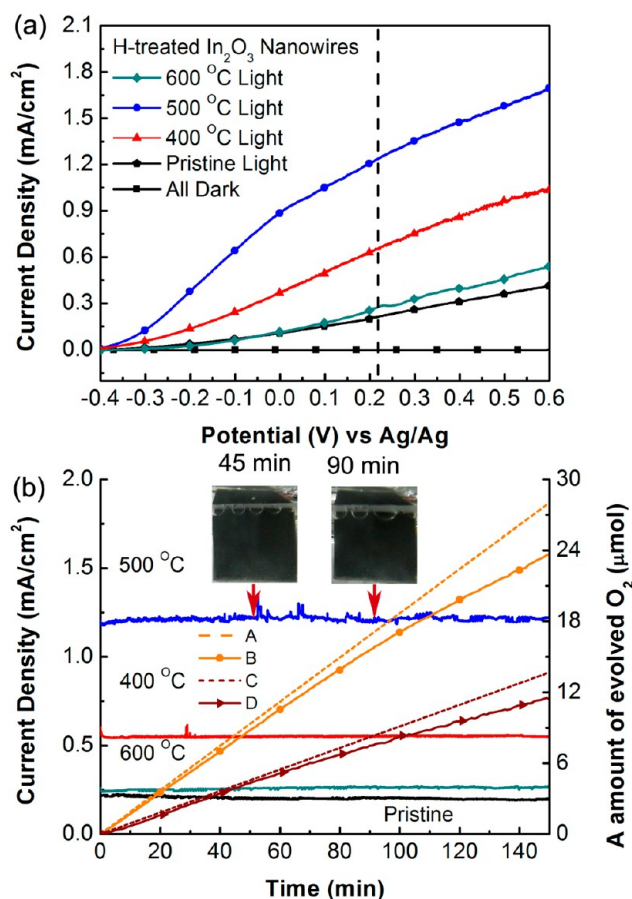 (a)
2.1
1.8
1.5
1.2
0.9
0.6
0.3
0.0
Current Density (mA/cm²)
H-treated In₂O₃ Nanowires
600 °C Light
500 °C Light
400 °C Light
Pristine Light
All Dark
-0.4 -0.3 -0.2 -0.1 0.0 0.1 0.2 0.3 0.4 0.5 0.6
Potential (V) vs Ag/Ag
(b)
45 min 90 min
2.0
1.5
1.0
0.5
0.0
Current Density (mA/cm²)
500 °C
400 °C
600 °C
Pristine
A
B
C
D
30
24
18
12
6
0
A amount of evolved O₂ (μmol)
0 20 40 60 80 100 120 140
Time (min)